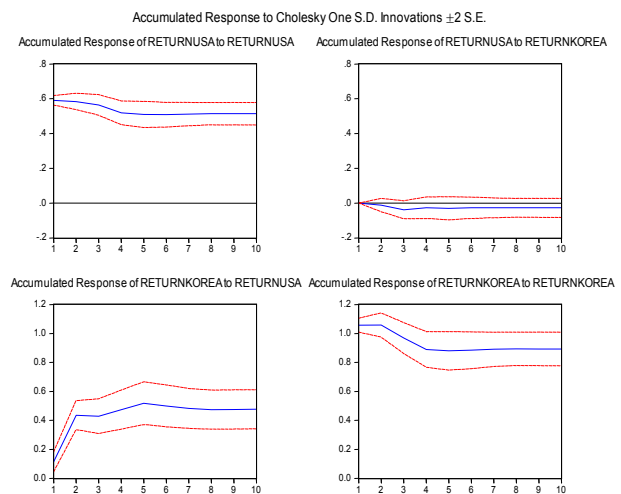 Accumulated Response to Cholesky One S.D. Innovations ±2 S.E.
Accumulated Response of RETURNUSA to RETURNUSA
.8
.6
.4
.2
.0
-.2
1 2 3 4 5 6 7 8 9 10
Accumulated Response of RETURNUSA to RETURNKOREA
.8
.6
.4
.2
.0
-.2
1 2 3 4 5 6 7 8 9 10
Accumulated Response of RETURNKOREA to RETURNUSA
1.2
1.0
0.8
0.6
0.4
0.2
0.0
1 2 3 4 5 6 7 8 9 10
Accumulated Response of RETURNKOREA to RETURNKOREA
1.2
1.0
0.8
0.6
0.4
0.2
0.0
1 2 3 4 5 6 7 8 9 10